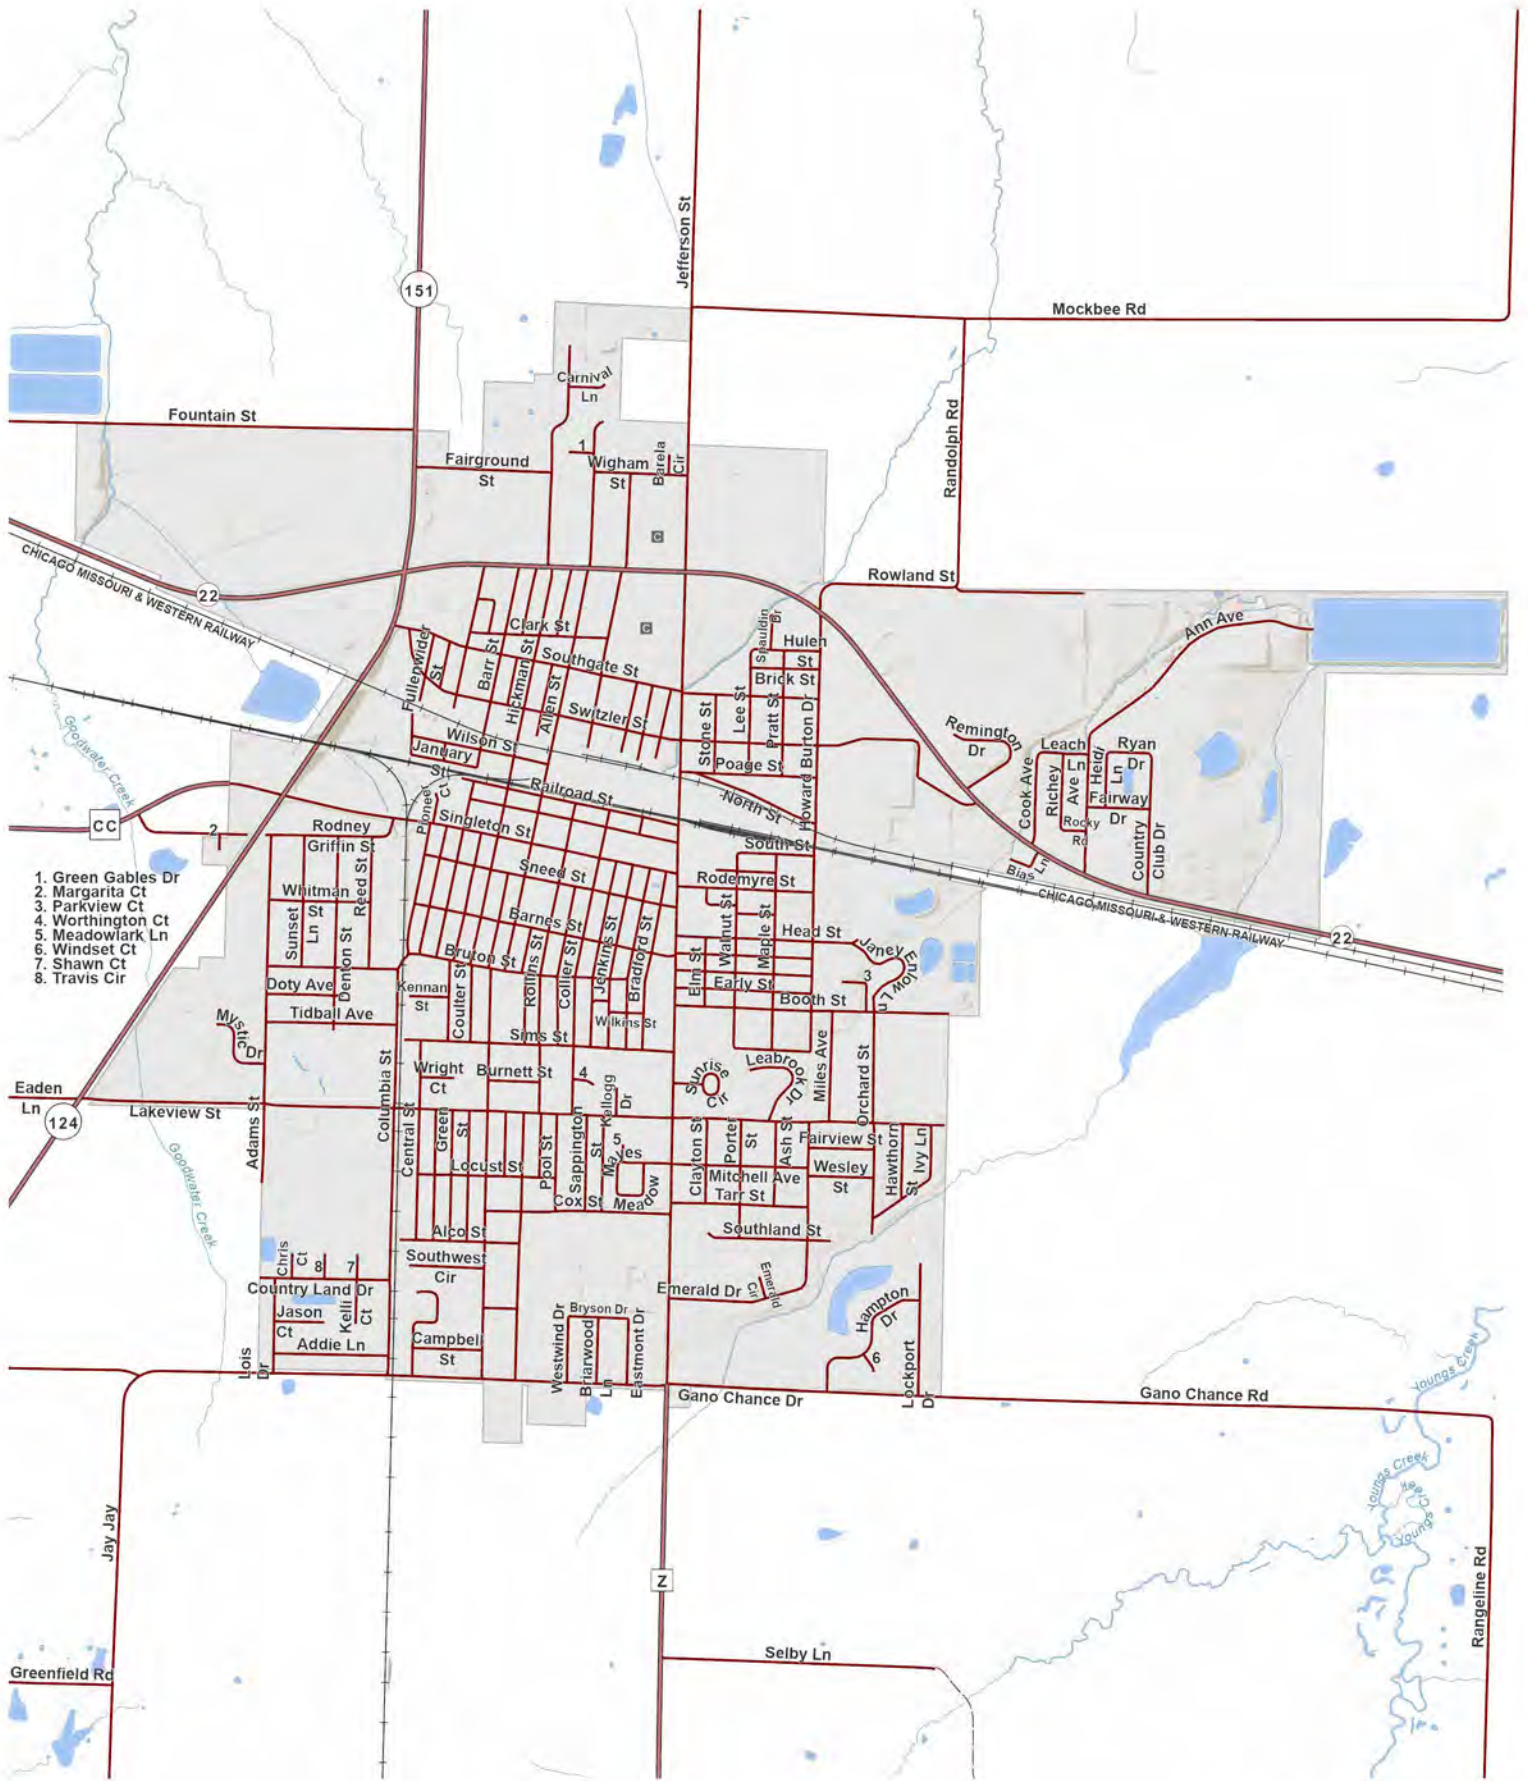 Jefferson St
151
Mockbee Rd
Carnival
Ln
Fountain St
Randolph Rd
1
Fairground
St
Wigham
St
Barela
Cir
C
CHICAGO MISSOURI & WESTERN RAILWAY
22
Rowland St
Ann Ave
Clark St
C
Spauldin
Dr
Hulen
St
Fullenwider
St
Barr St
Hickman St
Allen St
Southgate St
Brick St
Switzler St
Stone St
Lee St
Pratt St
Howard Burton Dr
Remington
Dr
Wilson St
January
St
Poage St
Leach
Ln
Ryan
Dr
Cook Ave
Richey
Ave
Heidi
Ln
Fairway
Dr
Rocky
Rd
Country
Club Dr
Goodwater Creek
Pioneer
Ct
Railroad St
North St
CC
2
Rodney
Singleton St
South St
Griffin St
Bias Ln
1. Green Gables Dr
2. Margarita Ct
3. Parkview Ct
4. Worthington Ct
5. Meadowlark Ln
6. Windset Ct
7. Shawn Ct
8. Travis Cir
Whitman
St
Reed St
Sneed St
Rodemyre St
CHICAGO MISSOURI & WESTERN RAILWAY
22
Sunset
Ln
Denton St
Barnes St
Walnut St
Maple St
Head St
Janey
Enlow Ln
Bruton St
Rollins St
Collier St
Jenkins St
Bradford St
Elm St
Early St
3
Booth St
Doty Ave
Kennan
St
Coulter St
Tidball Ave
Wilkins St
Mystic
Dr
Sims St
Miles Ave
Orchard St
Columbia St
Wright
Ct
Burnett St
4
Kellogg
Dr
Sunrise
Cir
Leabrook Dr
Eaden
Ln
Lakeview St
124
Adams St
Central St
Green
St
Pool St
Sappington
St
5
Mayes
Meadow
Clayton St
Porter
St
Ash St
Fairview St
Hawthorn
St
Ivy Ln
Locust St
Wesley
St
Mitchell Ave
Tarr St
Cox St
Goodwater Creek
Alco St
Southland St
Chris
Ct
8
7
Southwest
Cir
Country Land Dr
Emerald Dr
Emerald
Cir
Jason
Ct
Kelli
Ct
Addie Ln
Campbell
St
Bryson Dr
Westwind Dr
Briarwood
Ln
Eastmont Dr
Hampton
Dr
6
Lockport
Dr
Lois
Dr
Gano Chance Dr
Gano Chance Rd
Youngs Creek
Youngs Creek
Youngs Creek
Jay Jay
Z
Rangeline Rd
Selby Ln
Greenfield Rd